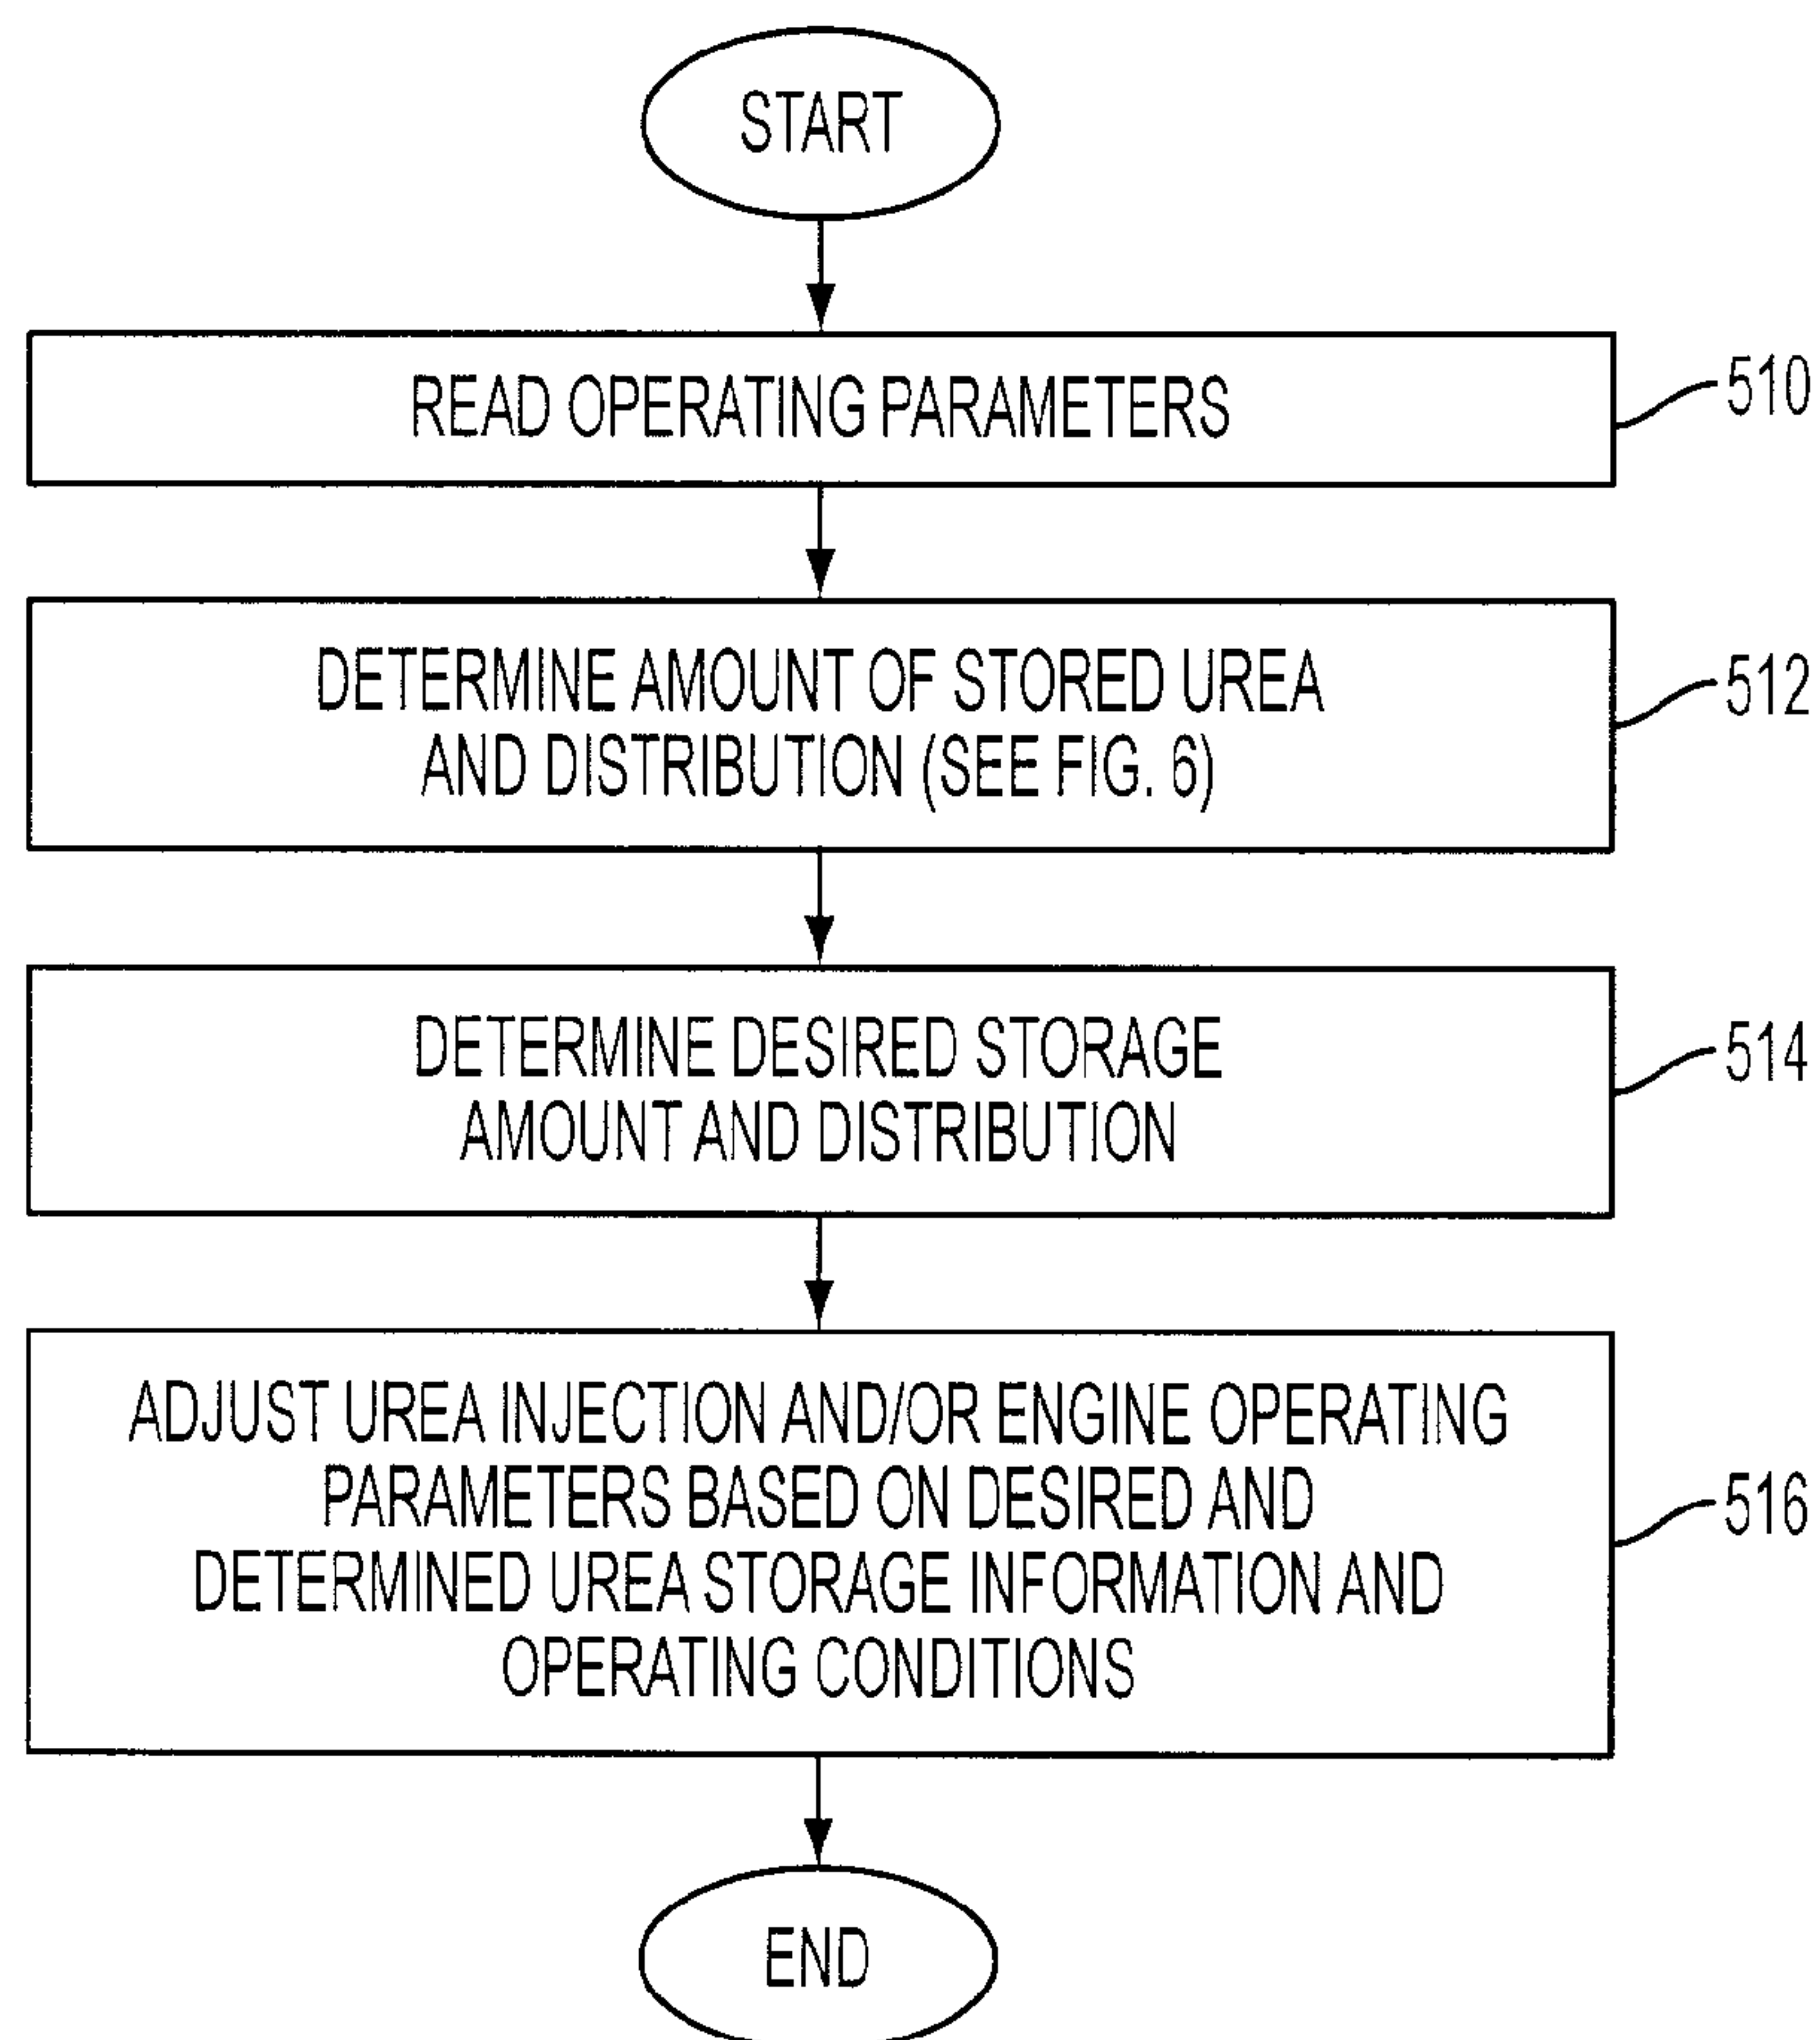 START
READ OPERATING PARAMETERS
510
DETERMINE AMOUNT OF STORED UREA
AND DISTRIBUTION (SEE FIG. 6)
512
DETERMINE DESIRED STORAGE
AMOUNT AND DISTRIBUTION
514
ADJUST UREA INJECTION AND/OR ENGINE OPERATING
PARAMETERS BASED ON DESIRED AND
DETERMINED UREA STORAGE INFORMATION AND
OPERATING CONDITIONS
516
END